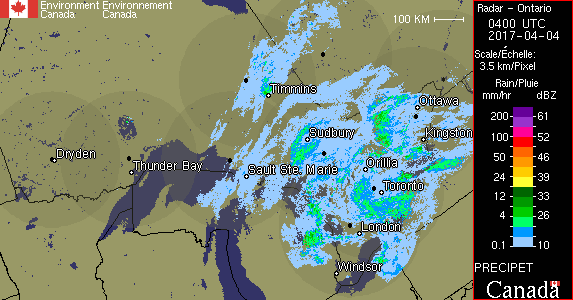 Environment Environnement
Canada Canada
100 KM
Timmins
Ottawa
Sudbury
Kingston
Dryden
Thunder Bay
Sault Ste. Marie
Orillia
Toronto
London
Windsor
Radar - Ontario
0400 UTC
2017-04-04
Scale/Échelle:
3.5 km/Pixel
Rain/Pluie
mm/hr dBZ
200 61
100 52
50 46
24 39
12 33
4 26
0.1 10
PRECIPET
Canada